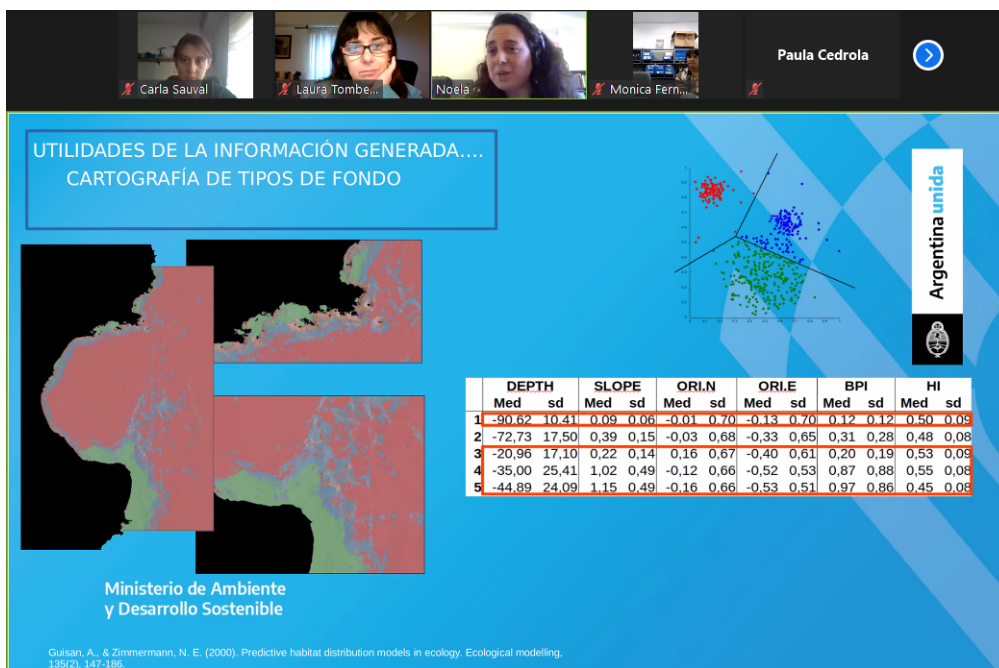 Carla Sauval
Laura Tombe...
Noela
Monica Fern...
Paula Cedrola
UTILIDADES DE LA INFORMACIÓN GENERADA....
CARTOGRAFÍA DE TIPOS DE FONDO
Argentina unida
DEPTH SLOPE ORI.N ORI.E BPI HI
Med sd Med sd Med sd Med sd Med sd Med sd
1 -90.62 10.41 0.09 0.06 -0.01 0.70 -0.13 0.70 0.12 0.12 0.50 0.09
2 -72,73 17,50 0,39 0,15 -0,03 0,68 -0,33 0,65 0,31 0,28 0,48 0,08
3 -20,96 17,10 0,22 0,14 0,16 0,67 -0,40 0,61 0,20 0,19 0,53 0,09
4 -35,00 25,41 1,02 0,49 -0,12 0,66 -0,52 0,53 0,87 0,88 0,55 0,08
5 -44,89 24,09 1,15 0,49 -0,16 0,66 -0,53 0,51 0,97 0,86 0,45 0,08
Ministerio de Ambiente
y Desarrollo Sostenible
Guisan, A., & Zimmermann, N. E. (2000). Predictive habitat distribution models in ecology. Ecological modelling,
135(2), 147-186.